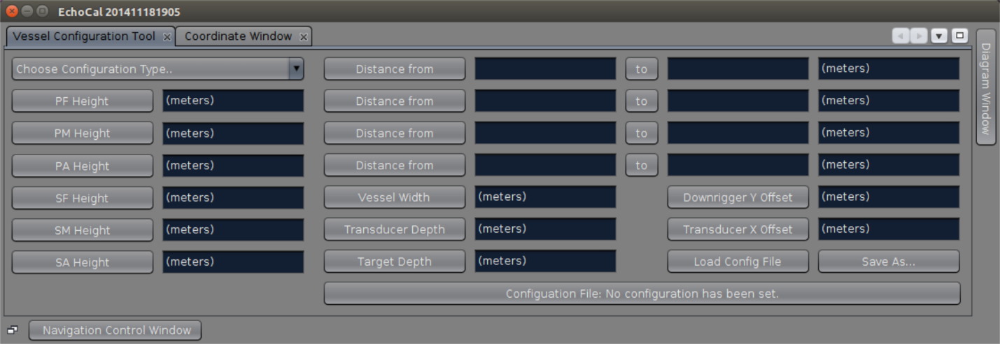 EchoCal 201411181905
Vessel Configuration Tool
Coordinate Window
Diagram Window
Choose Configuration Type..
Distance from
to
(meters)
PF Height
(meters)
Distance from
to
(meters)
PM Height
(meters)
Distance from
to
(meters)
PA Height
(meters)
Distance from
to
(meters)
SF Height
(meters)
Vessel Width
(meters)
Downrigger Y Offset
(meters)
SM Height
(meters)
Transducer Depth
(meters)
Transducer X Offset
(meters)
SA Height
(meters)
Target Depth
(meters)
Load Config File
Save As...
Configuation File: No configuration has been set.
Navigation Control Window